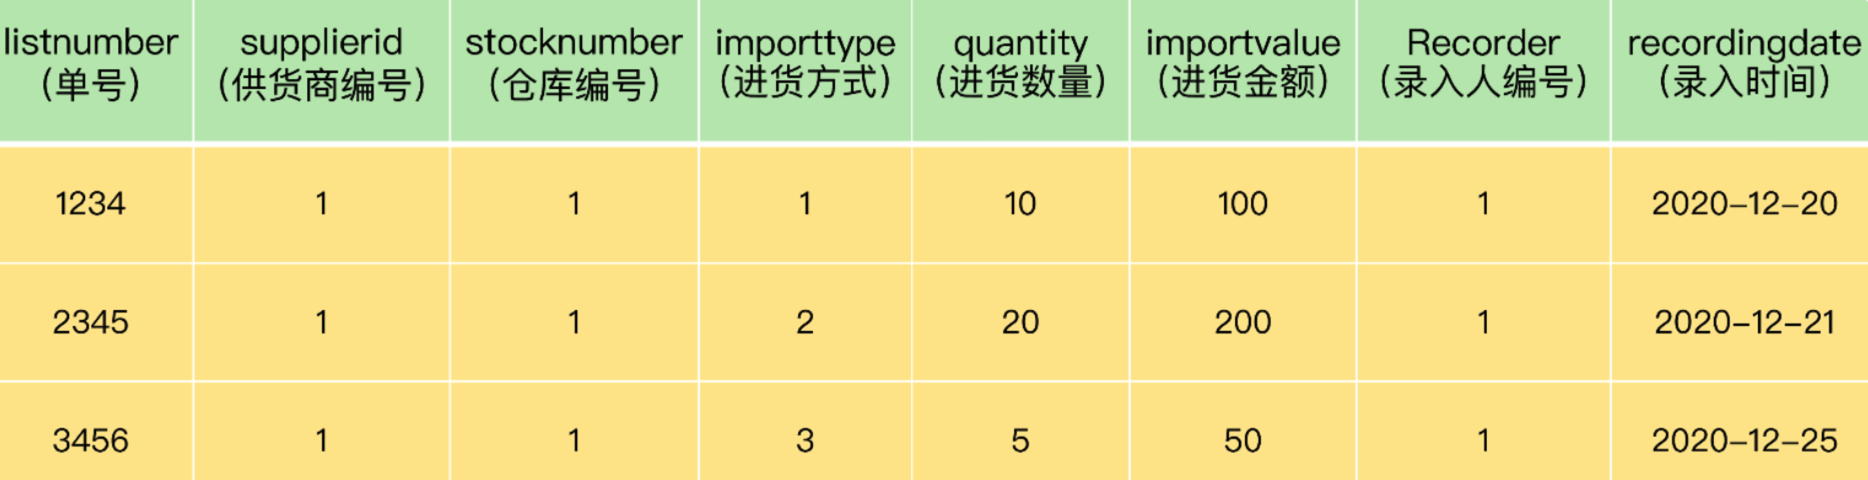 listnumber supplierid stocknumber importtype quantity importvalue Recorder recordingdate
（单号） （供货商编号） （仓库编号） （进货方式） （进货数量） （进货金额） （录入人编号） （录入时间）
1234 1 1 1 10 100 1 2020-12-20
2345 1 1 2 20 200 1 2020-12-21
3456 1 1 3 5 50 1 2020-12-25